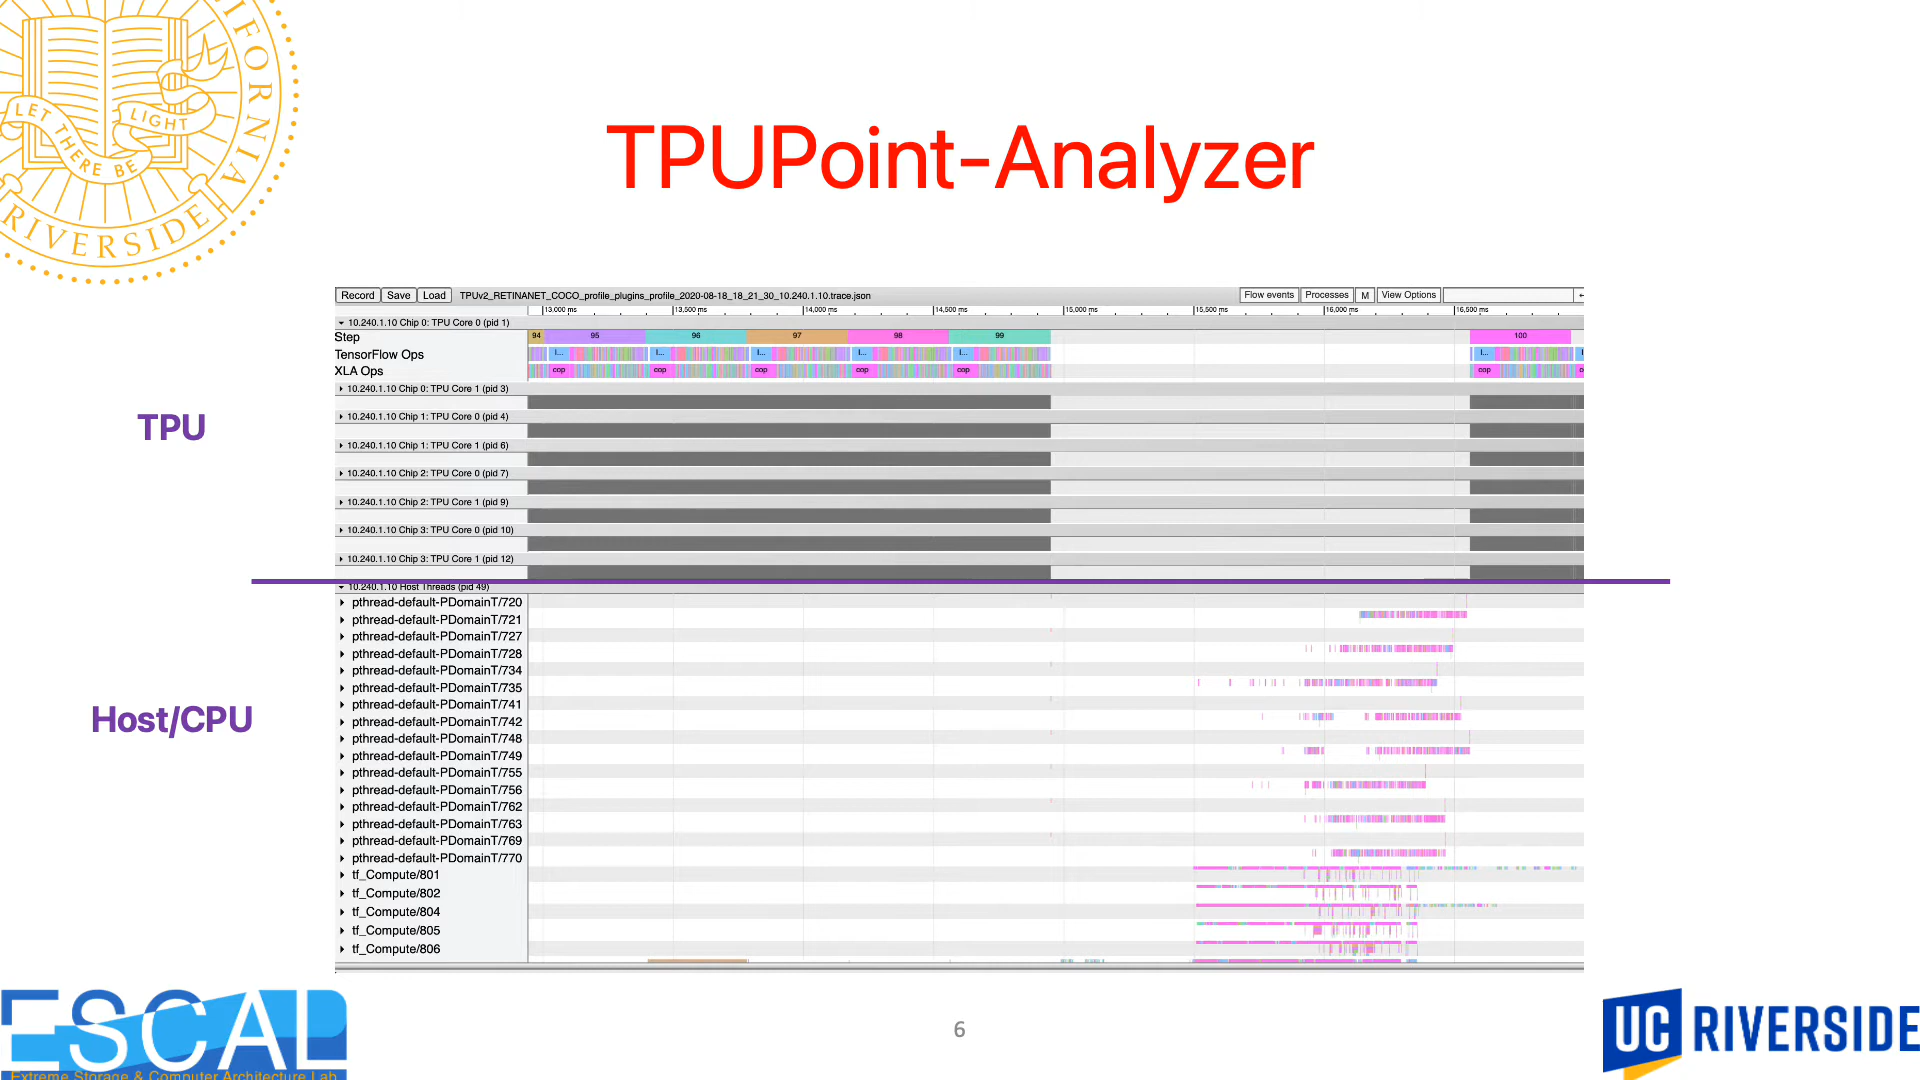 IFORNIA
LET THERE BE LIGHT
RIVERSIDE
TPUPoint-Analyzer
Record Save Load TPUv2_RETINANET_COCO_profile_plugins_profile_2020-08-18_18_21_30_10.240.1.10.trace.json Flow events Processes M View Options
13,000 ms 13,500 ms 14,000 ms 14,500 ms 15,000 ms 15,500 ms 16,000 ms 16,500 ms
10.240.1.10 Chip 0: TPU Core 0 (pid 1)
Step 94 95 96 97 98 99 100
TensorFlow Ops I... I... I... I... I... I... I
XLA Ops cop cop cop cop cop cop
10.240.1.10 Chip 0: TPU Core 1 (pid 3)
10.240.1.10 Chip 1: TPU Core 0 (pid 4)
TPU
10.240.1.10 Chip 1: TPU Core 1 (pid 6)
10.240.1.10 Chip 2: TPU Core 0 (pid 7)
10.240.1.10 Chip 2: TPU Core 1 (pid 9)
10.240.1.10 Chip 3: TPU Core 0 (pid 10)
10.240.1.10 Chip 3: TPU Core 1 (pid 12)
10.240.1.10 Host Threads (pid 49)
pthread-default-PDomainT/720
pthread-default-PDomainT/721
pthread-default-PDomainT/727
pthread-default-PDomainT/728
pthread-default-PDomainT/734
pthread-default-PDomainT/735
pthread-default-PDomainT/741
Host/CPU
pthread-default-PDomainT/742
pthread-default-PDomainT/748
pthread-default-PDomainT/749
pthread-default-PDomainT/755
pthread-default-PDomainT/756
pthread-default-PDomainT/762
pthread-default-PDomainT/763
pthread-default-PDomainT/769
pthread-default-PDomainT/770
tf_Compute/801
tf_Compute/802
tf_Compute/804
tf_Compute/805
tf_Compute/806
ESCAL
Extreme Storage & Computer Architecture Lab
6
UC RIVERSIDE